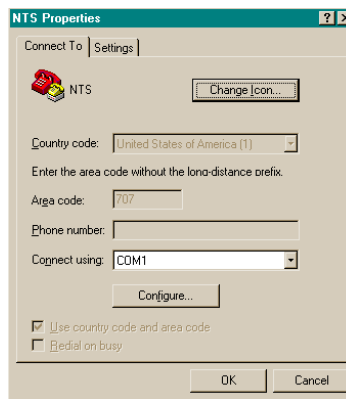 NTS Properties
Connect To
Settings
NTS
Change Icon...
Country code: United States of America (1)
Enter the area code without the long-distance prefix.
Area code: 707
Phone number:
Connect using: COM1
Configure...
Use country code and area code
Redial on busy
OK Cancel